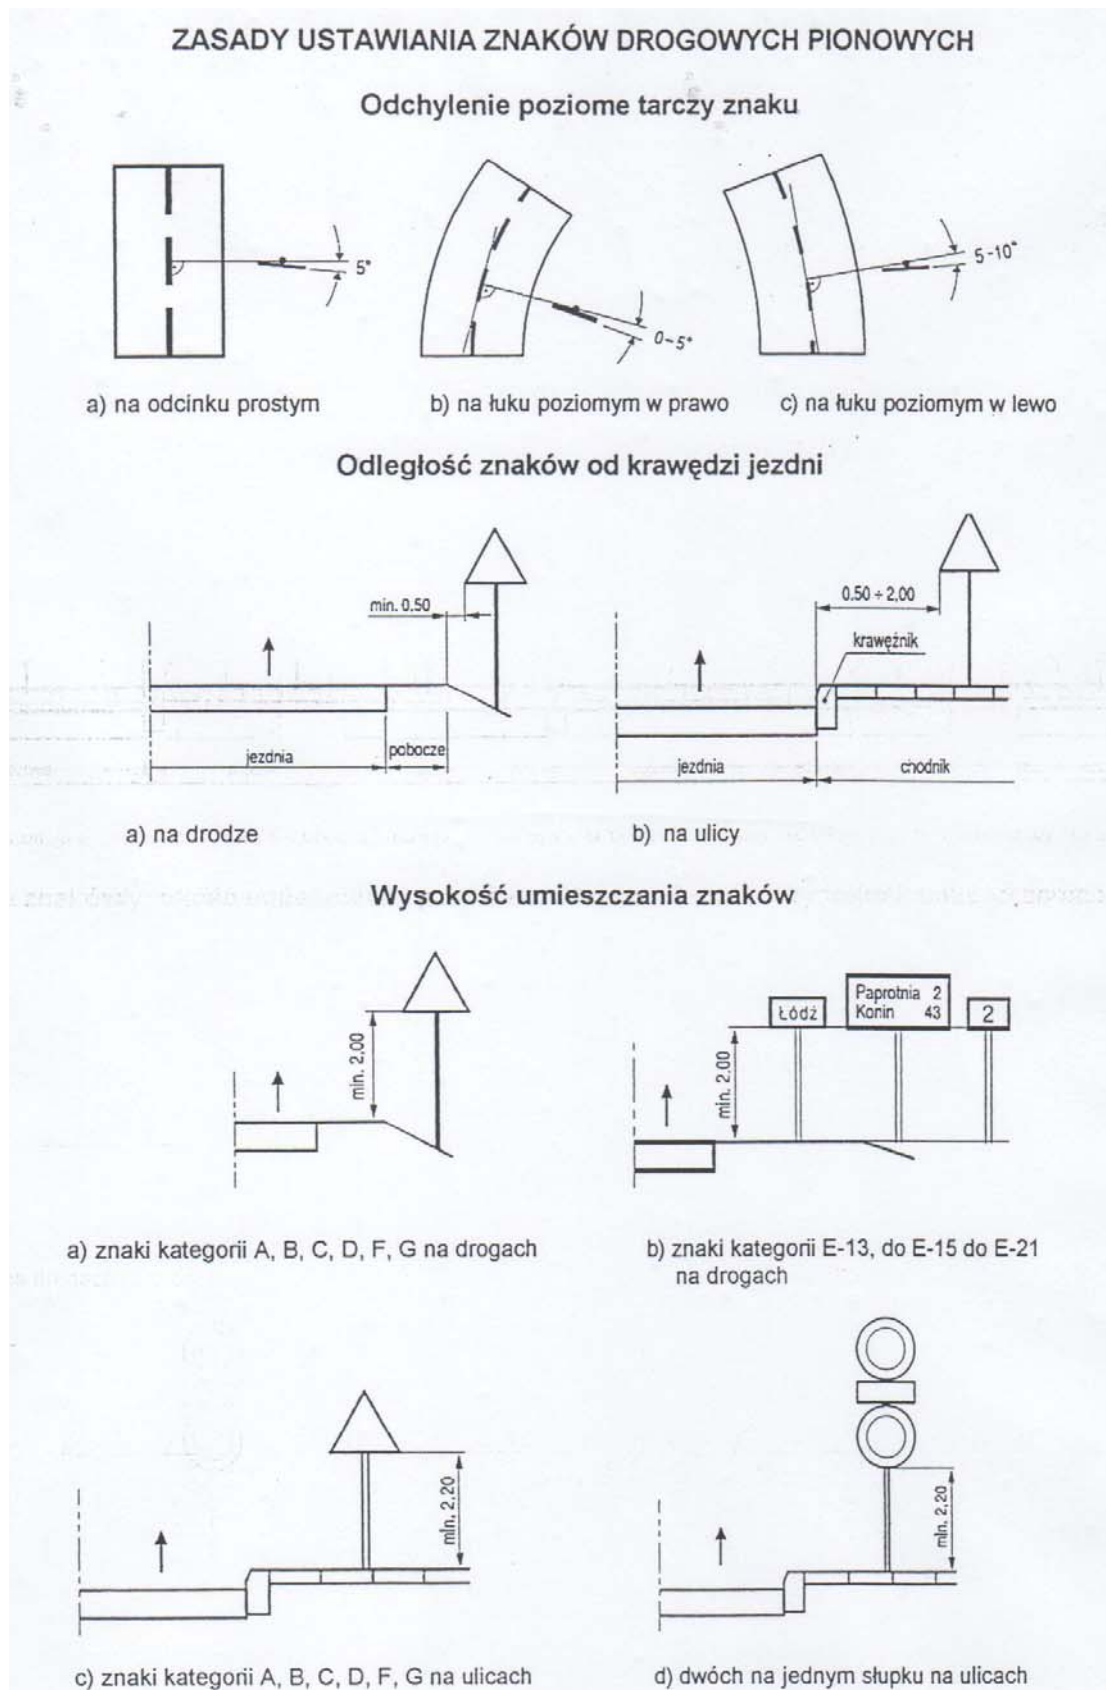 ZASADY USTAWIANIA ZNAKÓW DROGOWYCH PIONOWYCH
Odchylenie poziome tarczy znaku
5°
0-5°
5-10°
a) na odcinku prostym
b) na łuku poziomym w prawo
c) na łuku poziomym w lewo
Odległość znaków od krawędzi jezdni
min. 0.50
jezdnia
pobocze
0.50 ÷ 2,00
krawężnik
jezdnia
chodnik
a) na drodze
b) na ulicy
Wysokość umieszczania znaków
min. 2,00
min. 2.00
Łódź
Paprotnia 2
Konin 43
2
a) znaki kategorii A, B, C, D, F, G na drogach
b) znaki kategorii E-13, do E-15 do E-21
na drogach
min. 2,20
min. 2,20
c) znaki kategorii A, B, C, D, F, G na ulicach
d) dwóch na jednym słupku na ulicach